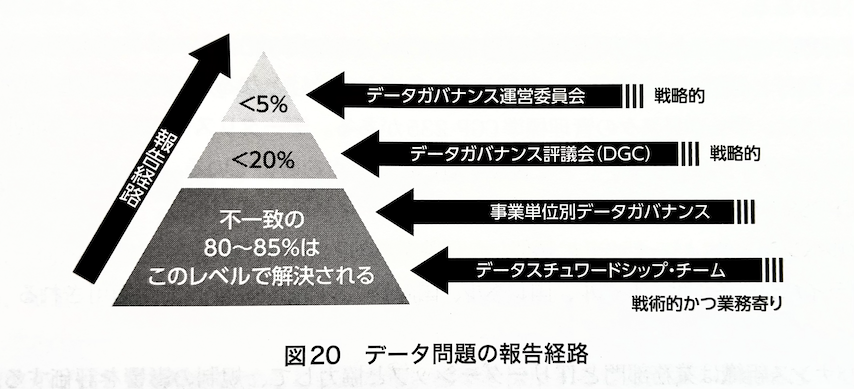 報告経路
<5%
データガバナンス運営委員会
戦略的
<20%
データガバナンス評議会(DGC)
戦略的
不一致の
80〜85%は
このレベルで解決される
事業単位別データガバナンス
データスチュワードシップ・チーム
戦術的かつ業務寄り
図20 データ問題の報告経路